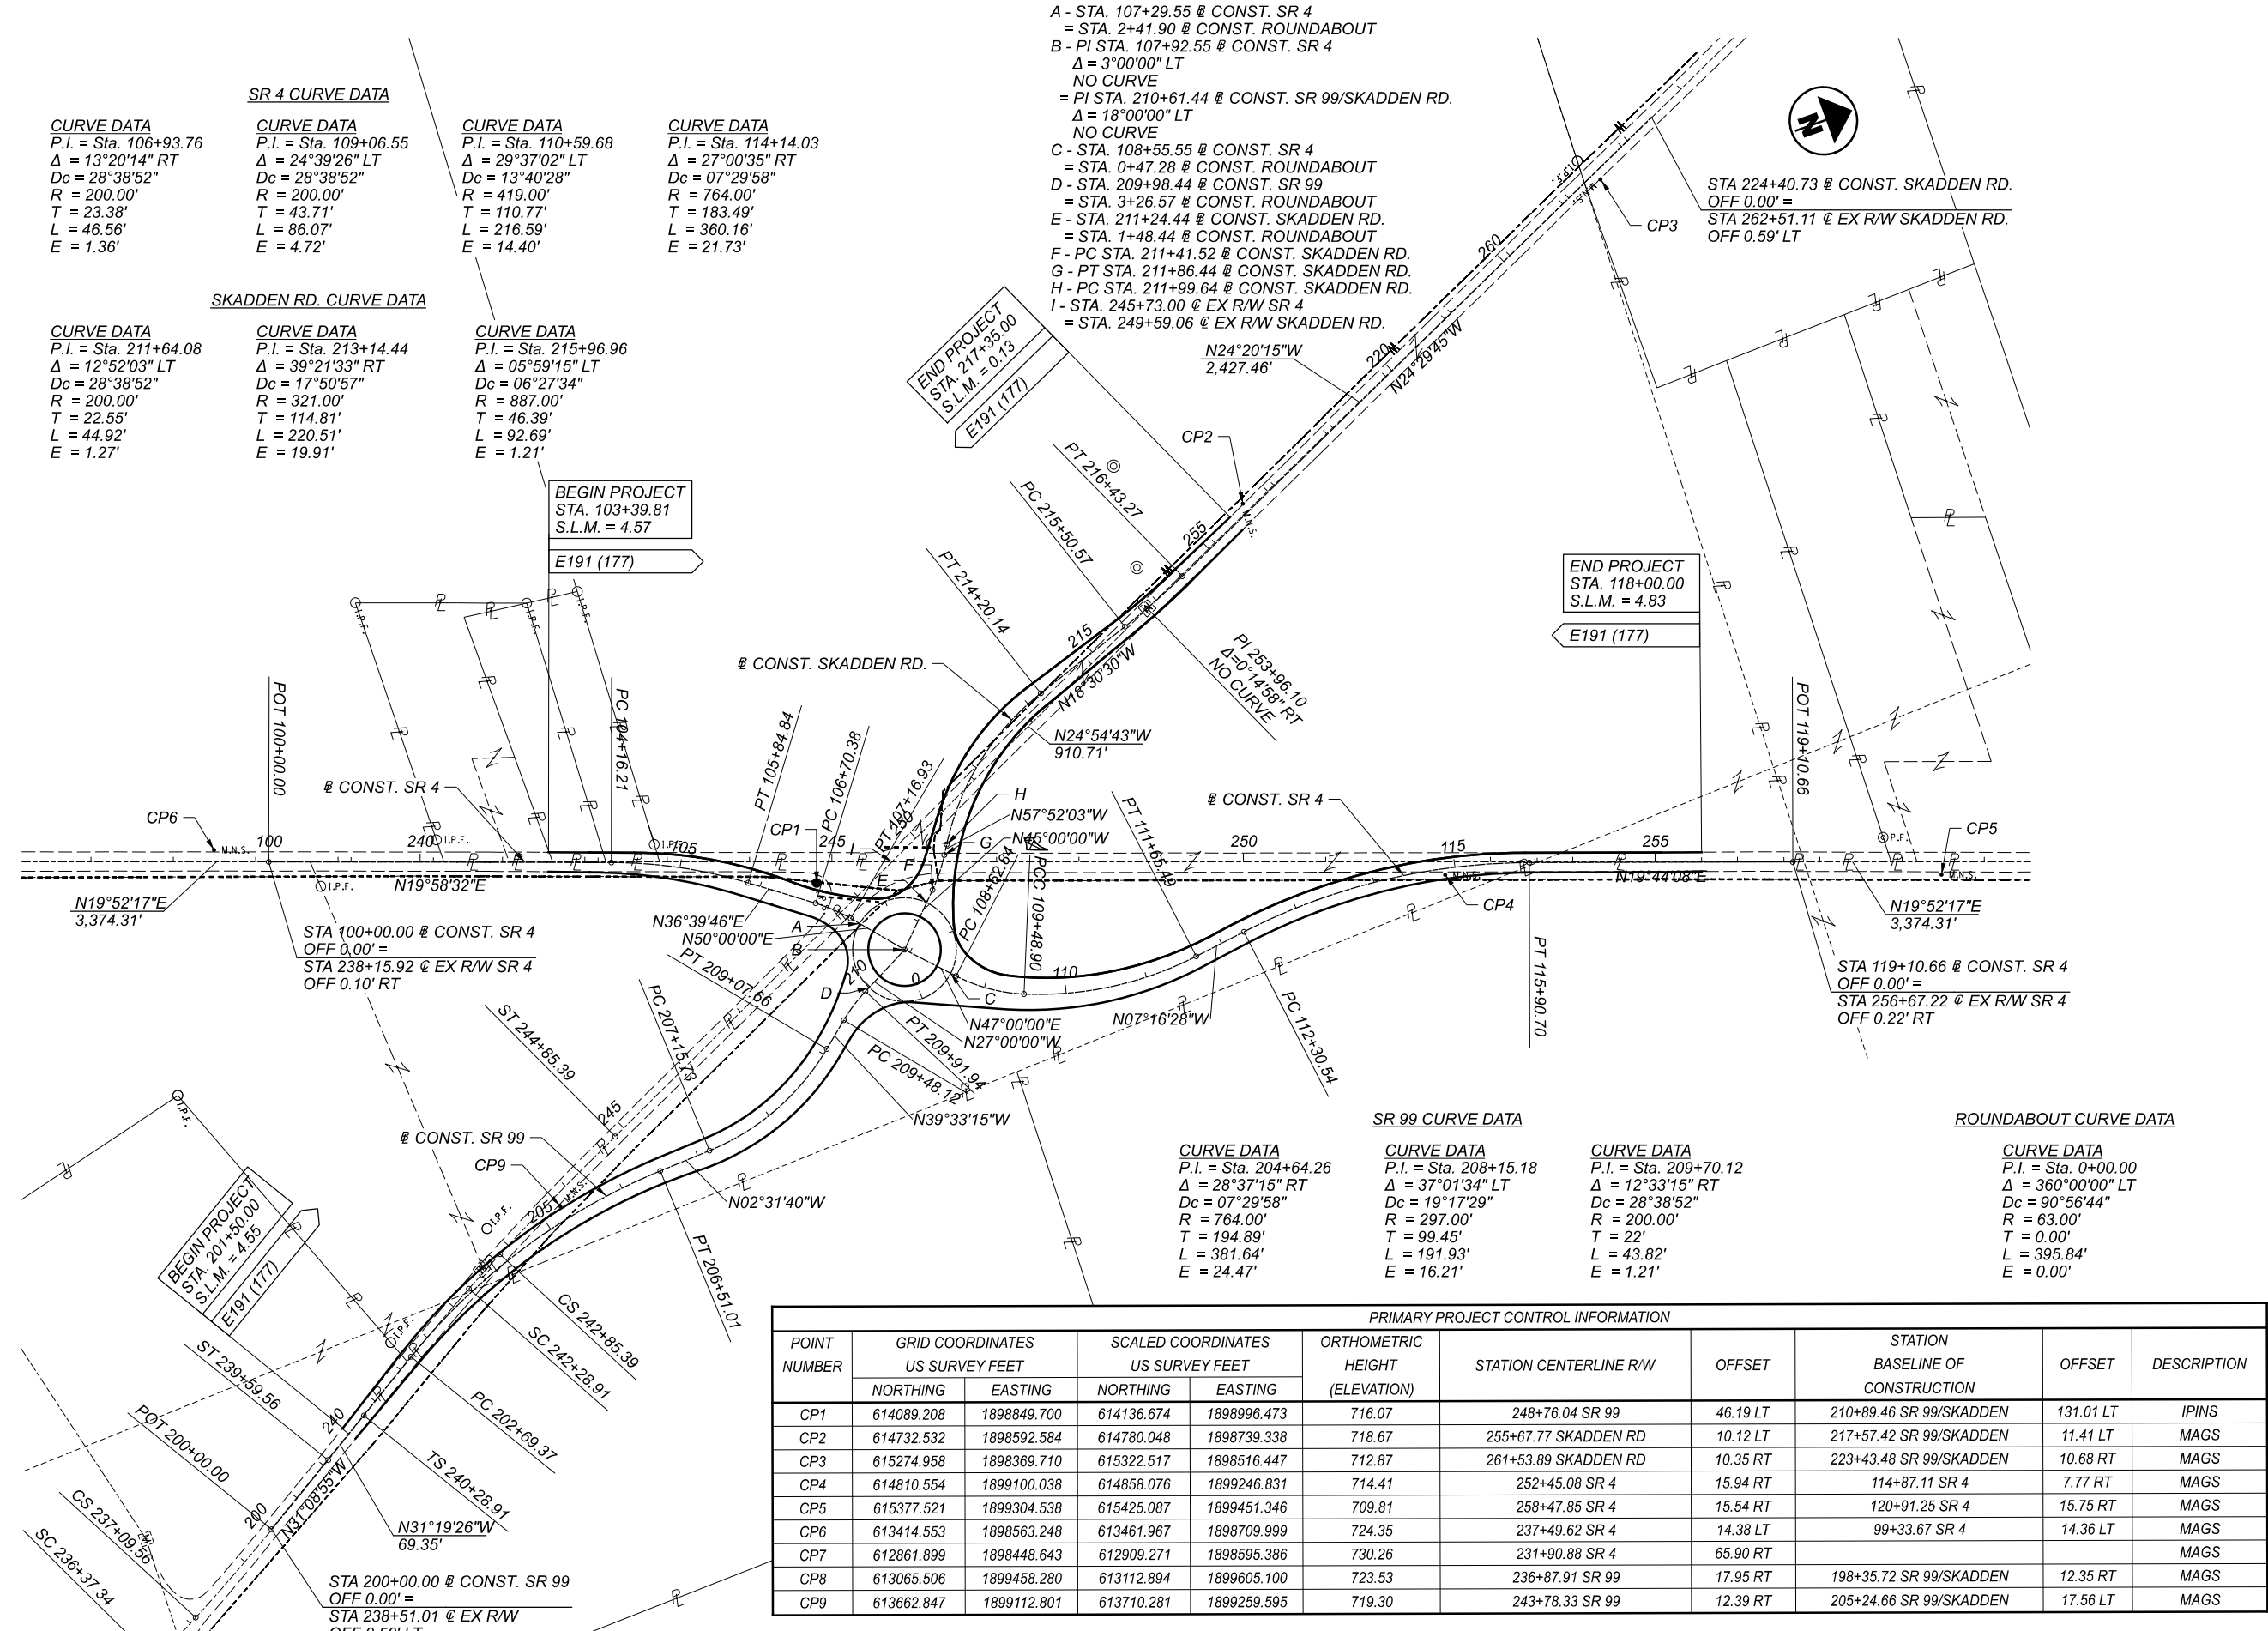 A - STA. 107+29.55 ℄ CONST. SR 4
= STA. 2+41.90 ℄ CONST. ROUNDABOUT
B - PI STA. 107+92.55 ℄ CONST. SR 4
Δ = 3°00'00" LT
NO CURVE
= PI STA. 210+61.44 ℄ CONST. SR 99/SKADDEN RD.
Δ = 18°00'00" LT
NO CURVE
C - STA. 108+55.55 ℄ CONST. SR 4
= STA. 0+47.28 ℄ CONST. ROUNDABOUT
D - STA. 209+98.44 ℄ CONST. SR 99
= STA. 3+26.57 ℄ CONST. ROUNDABOUT
E - STA. 211+24.44 ℄ CONST. SKADDEN RD.
= STA. 1+48.44 ℄ CONST. ROUNDABOUT
F - PC STA. 211+41.52 ℄ CONST. SKADDEN RD.
G - PT STA. 211+86.44 ℄ CONST. SKADDEN RD.
H - PC STA. 211+99.64 ℄ CONST. SKADDEN RD.
I - STA. 245+73.00 ℄ EX R/W SR 4
= STA. 249+59.06 ℄ EX R/W SKADDEN RD.
SR 4 CURVE DATA
CURVE DATA
P.I. = Sta. 106+93.76
Δ = 13°20'14" RT
Dc = 28°38'52"
R = 200.00'
T = 23.38'
L = 46.56'
E = 1.36'
CURVE DATA
P.I. = Sta. 109+06.55
Δ = 24°39'26" LT
Dc = 28°38'52"
R = 200.00'
T = 43.71'
L = 86.07'
E = 4.72'
CURVE DATA
P.I. = Sta. 110+59.68
Δ = 29°37'02" LT
Dc = 13°40'28"
R = 419.00'
T = 110.77'
L = 216.59'
E = 14.40'
CURVE DATA
P.I. = Sta. 114+14.03
Δ = 27°00'35" RT
Dc = 07°29'58"
R = 764.00'
T = 183.49'
L = 360.16'
E = 21.73'
SKADDEN RD. CURVE DATA
CURVE DATA
P.I. = Sta. 211+64.08
Δ = 12°52'03" LT
Dc = 28°38'52"
R = 200.00'
T = 22.55'
L = 44.92'
E = 1.27'
CURVE DATA
P.I. = Sta. 213+14.44
Δ = 39°21'33" RT
Dc = 17°50'57"
R = 321.00'
T = 114.81'
L = 220.51'
E = 19.91'
CURVE DATA
P.I. = Sta. 215+96.96
Δ = 05°59'15" LT
Dc = 06°27'34"
R = 887.00'
T = 46.39'
L = 92.69'
E = 1.21'
N
STA 224+40.73 ℄ CONST. SKADDEN RD.
OFF 0.00' =
STA 262+51.11 ℄ EX R/W SKADDEN RD.
OFF 0.59' LT
CP3
260
I.P.F.
M.N.S.
END PROJECT
STA. 217+35.00
S.L.M. = 0.13
E191 (177)
N24°20'15"W
2,427.46'
220
N24°29'45"W
CP2
M.N.S.
255
PT 216+43.27
PC 215+50.57
PT 214+20.14
215
PI 253+96.10
Δ=0°14'58" RT
NO CURVE
N18°30'30"W
BEGIN PROJECT
STA. 103+39.81
S.L.M. = 4.57
E191 (177)
I.P.F.
I.P.F.
I.P.F.
END PROJECT
STA. 118+00.00
S.L.M. = 4.83
E191 (177)
℄ CONST. SKADDEN RD.
N24°54'43"W
910.71'
POT 100+00.00
PC 104+16.21
PT 105+84.84
PC 106+70.38
PT 107+16.93
POT 119+10.66
℄ CONST. SR 4
℄ CONST. SR 4
CP6
M.N.S.
100
240
I.P.F.
I.P.F.
105
CP1
245
250
I
F
E
H
G
N57°52'03"W
N45°00'00"W
PT 111+65.49
250
115
255
P.F.
CP5
M.N.S.
N19°58'32"E
I.P.F.
N19°44'08"E
N19°52'17"E
3,374.31'
N19°52'17"E
3,374.31'
CP4
M.N.S.
PC 108+62.84
PCC 109+48.90
N36°39'46"E
N50°00'00"E
A
B
D
C
210
0
110
STA 100+00.00 ℄ CONST. SR 4
OFF 0.00' =
STA 238+15.92 ℄ EX R/W SR 4
OFF 0.10' RT
STA 119+10.66 ℄ CONST. SR 4
OFF 0.00' =
STA 256+67.22 ℄ EX R/W SR 4
OFF 0.22' RT
PT 209+07.66
PC 207+15.73
ST 244+85.39
N47°00'00"E
N27°00'00"W
PT 209+91.94
PC 209+48.12
N39°33'15"W
N07°16'28"W
PC 112+30.54
PT 115+90.70
245
℄ CONST. SR 99
CP9
M.N.S.
205
N02°31'40"W
PT 206+51.01
I.P.F.
I.P.F.
I.P.F.
BEGIN PROJECT
STA. 201+50.00
S.L.M. = 4.55
E191 (177)
CS 242+85.39
SC 242+28.91
PC 202+69.37
TS 240+28.91
ST 239+59.56
240
POT 200+00.00
200
N31°08'55"W
N31°19'26"W
69.35'
CS 237+09.56
SC 236+37.34
STA 200+00.00 ℄ CONST. SR 99
OFF 0.00' =
STA 238+51.01 ℄ EX R/W
SR 99 CURVE DATA
CURVE DATA
P.I. = Sta. 204+64.26
Δ = 28°37'15" RT
Dc = 07°29'58"
R = 764.00'
T = 194.89'
L = 381.64'
E = 24.47'
CURVE DATA
P.I. = Sta. 208+15.18
Δ = 37°01'34" LT
Dc = 19°17'29"
R = 297.00'
T = 99.45'
L = 191.93'
E = 16.21'
CURVE DATA
P.I. = Sta. 209+70.12
Δ = 12°33'15" RT
Dc = 28°38'52"
R = 200.00'
T = 22'
L = 43.82'
E = 1.21'
ROUNDABOUT CURVE DATA
CURVE DATA
P.I. = Sta. 0+00.00
Δ = 360°00'00" LT
Dc = 90°56'44"
R = 63.00'
T = 0.00'
L = 395.84'
E = 0.00'
PRIMARY PROJECT CONTROL INFORMATION
POINT NUMBER GRID COORDINATES US SURVEY FEET SCALED COORDINATES US SURVEY FEET ORTHOMETRIC HEIGHT (ELEVATION) STATION CENTERLINE R/W OFFSET STATION BASELINE OF CONSTRUCTION OFFSET DESCRIPTION
NORTHING EASTING NORTHING EASTING
CP1 614089.208 1898849.700 614136.674 1898996.473 716.07 248+76.04 SR 99 46.19 LT 210+89.46 SR 99/SKADDEN 131.01 LT IPINS
CP2 614732.532 1898592.584 614780.048 1898739.338 718.67 255+67.77 SKADDEN RD 10.12 LT 217+57.42 SR 99/SKADDEN 11.41 LT MAGS
CP3 615274.958 1898369.710 615322.517 1898516.447 712.87 261+53.89 SKADDEN RD 10.35 RT 223+43.48 SR 99/SKADDEN 10.68 RT MAGS
CP4 614810.554 1899100.038 614858.076 1899246.831 714.41 252+45.08 SR 4 15.94 RT 114+87.11 SR 4 7.77 RT MAGS
CP5 615377.521 1899304.538 615425.087 1899451.346 709.81 258+47.85 SR 4 15.54 RT 120+91.25 SR 4 15.75 RT MAGS
CP6 613414.553 1898563.248 613461.967 1898709.999 724.35 237+49.62 SR 4 14.38 LT 99+33.67 SR 4 14.36 LT MAGS
CP7 612861.899 1898448.643 612909.271 1898595.386 730.26 231+90.88 SR 4 65.90 RT MAGS
CP8 613065.506 1899458.280 613112.894 1899605.100 723.53 236+87.91 SR 99 17.95 RT 198+35.72 SR 99/SKADDEN 12.35 RT MAGS
CP9 613662.847 1899112.801 613710.281 1899259.595 719.30 243+78.33 SR 99 12.39 RT 205+24.66 SR 99/SKADDEN 17.56 LT MAGS